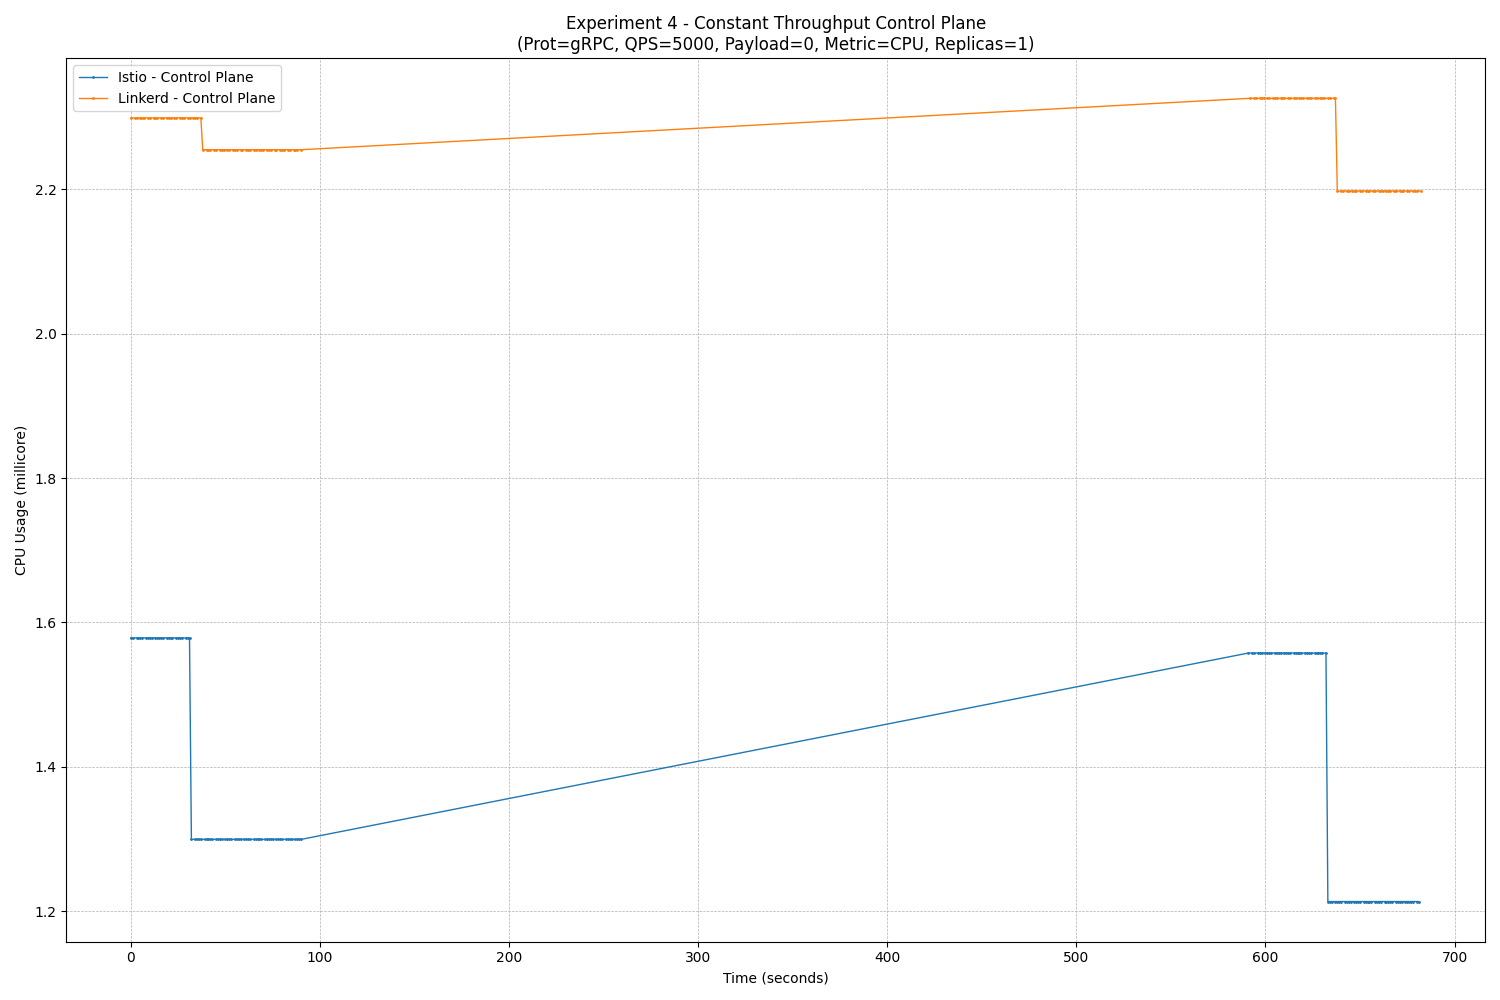 Experiment 4 - Constant Throughput Control Plane
(Prot=gRPC, QPS=5000, Payload=0, Metric=CPU, Replicas=1)
Istio - Control Plane
Linkerd - Control Plane
CPU Usage (millicore)
2.2
2.0
1.8
1.6
1.4
1.2
0
100
200
300
400
500
600
700
Time (seconds)